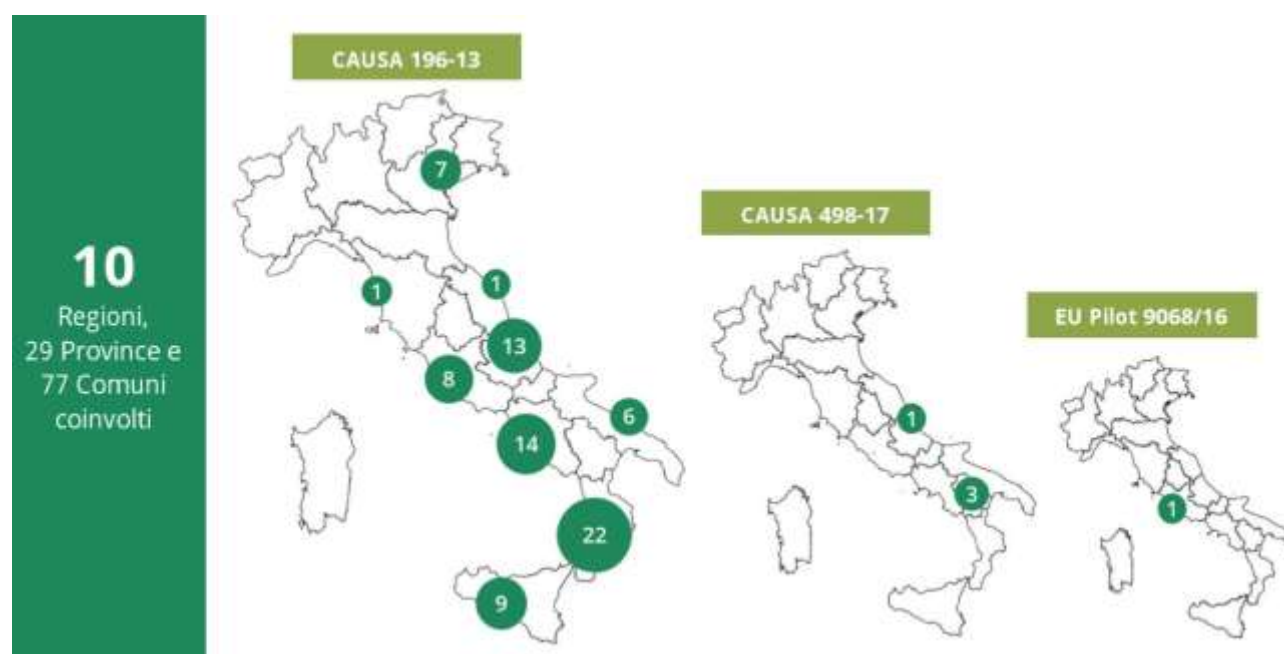 10
Regioni,
29 Province e
77 Comuni
coinvolti
CAUSA 196-13
7
1
1
13
8
6
14
22
9
CAUSA 498-17
1
3
EU Pilot 9068/16
1